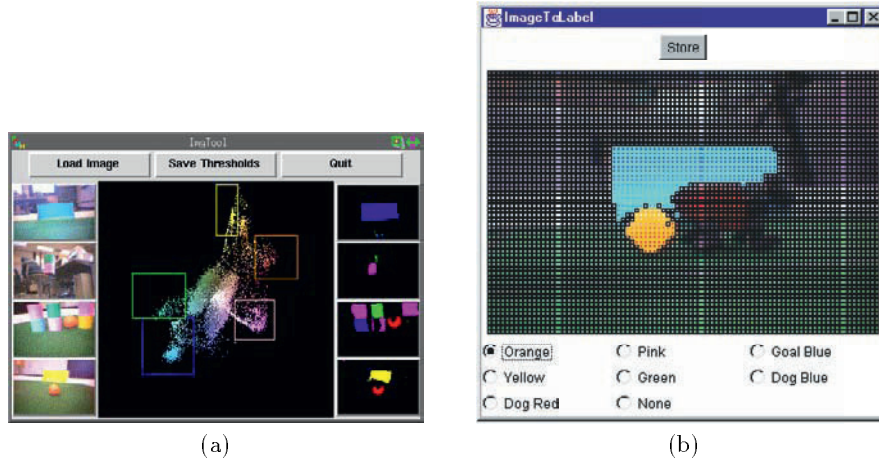 ImgTool
Load Image Save Thresholds Quit
(a)
ImageToLabel
Store
Orange Pink Goal Blue
Yellow Green Dog Blue
Dog Red None
(b)